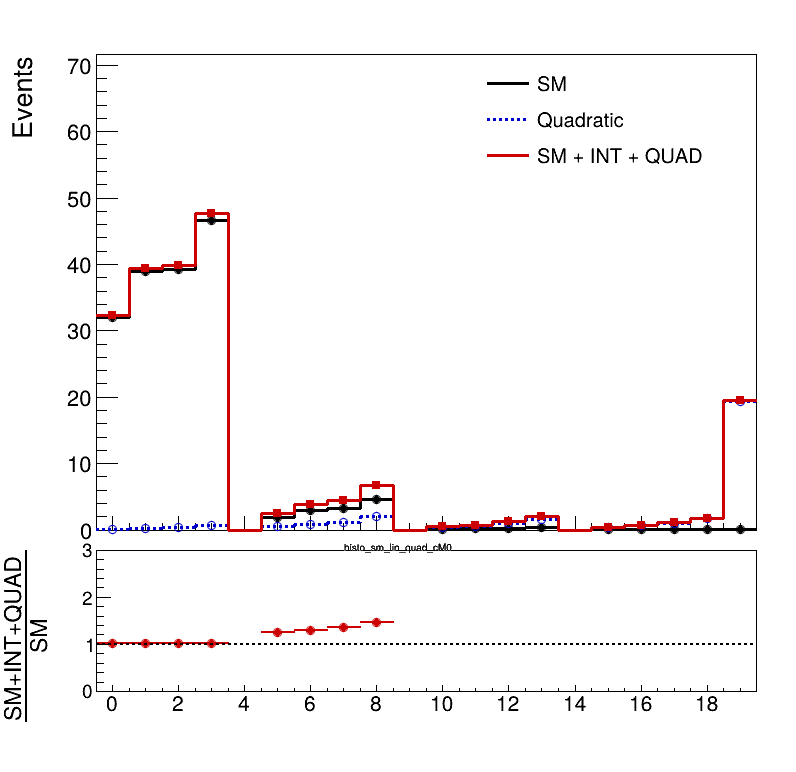 Events
70
60
50
40
30
20
10
0
SM
Quadratic
SM + INT + QUAD
histo_sm_lin_quad_cM0
SM+INT+QUAD
SM
3
2
1
0
0 2 4 6 8 10 12 14 16 18